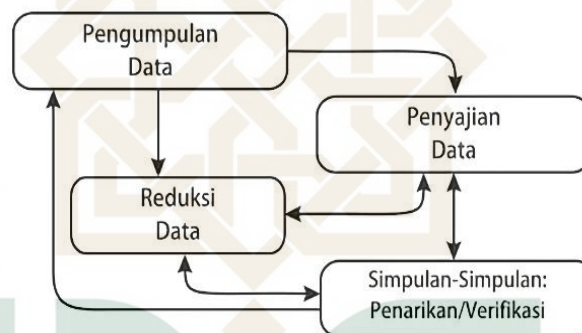 Pengumpulan
Data
Penyajian
Data
Reduksi
Data
Simpulan-Simpulan:
Penarikan/Verifikasi